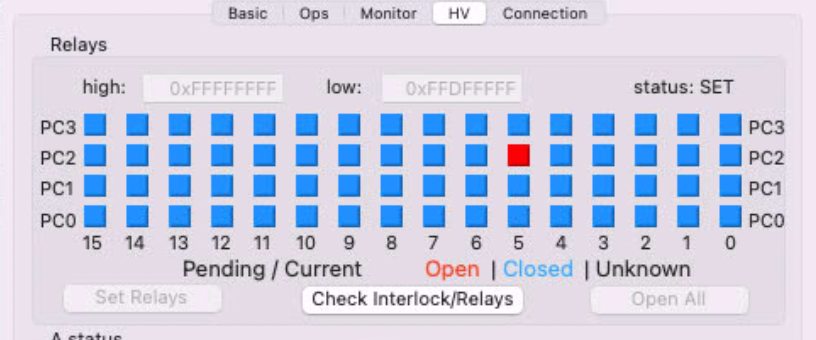 Basic Ops Monitor HV Connection
Relays
high: 0xFFFFFFFF low: 0xFFDFFFFF status: SET
PC3 PC3
PC2 PC2
PC1 PC1
PC0 PC0
15 14 13 12 11 10 9 8 7 6 5 4 3 2 1 0
Pending / Current Open | Closed | Unknown
Set Relays Check Interlock/Relays Open All
A status